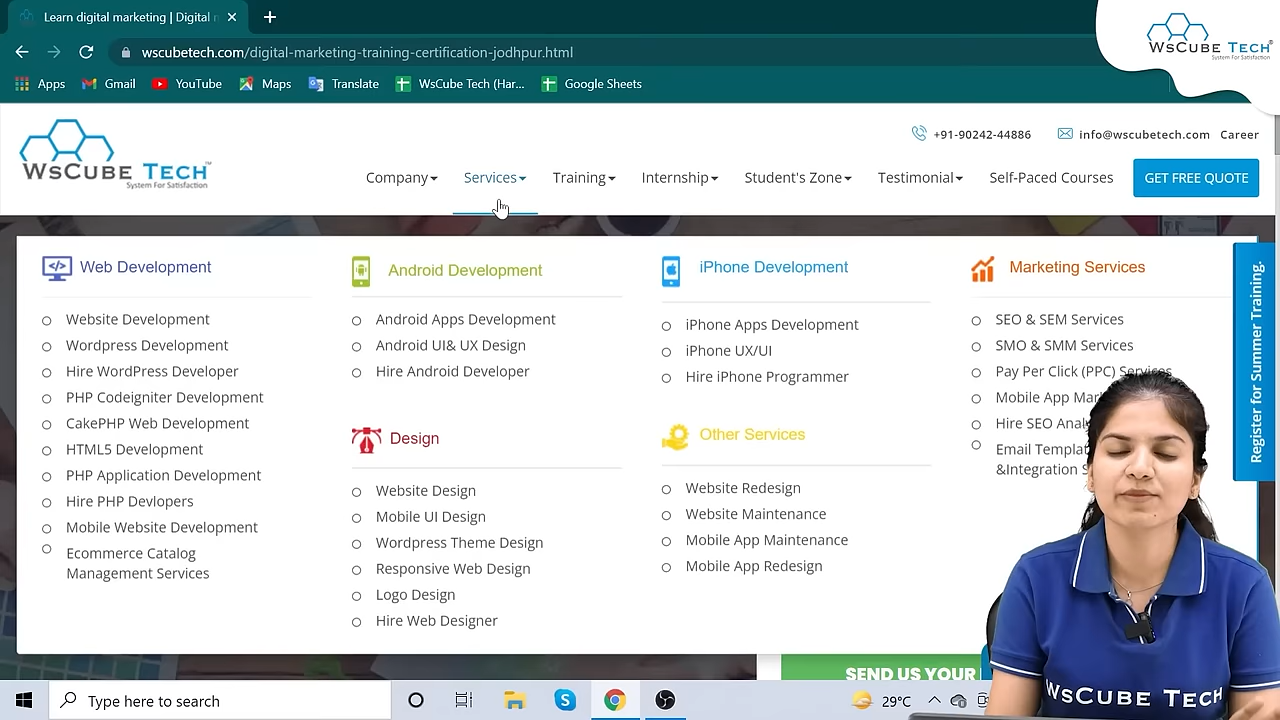 Learn digital marketing | Digital n
wscubetech.com/digital-marketing-training-certification-jodhpur.html
WsCube Tech
System For Satisfaction
Apps
Gmail
YouTube
Maps
Translate
WsCube Tech (Har...
Google Sheets
WsCube Tech™
System For Satisfaction
+91-90242-44886
info@wscubetech.com
Career
Company
Services
Training
Internship
Student's Zone
Testimonial
Self-Paced Courses
GET FREE QUOTE
Web Development
Website Development
Wordpress Development
Hire WordPress Developer
PHP Codeigniter Development
CakePHP Web Development
HTML5 Development
PHP Application Development
Hire PHP Devlopers
Mobile Website Development
Ecommerce Catalog
Management Services
Android Development
Android Apps Development
Android UI& UX Design
Hire Android Developer
Design
Website Design
Mobile UI Design
Wordpress Theme Design
Responsive Web Design
Logo Design
Hire Web Designer
iPhone Development
iPhone Apps Development
iPhone UX/UI
Hire iPhone Programmer
Other Services
Website Redesign
Website Maintenance
Mobile App Maintenance
Mobile App Redesign
Marketing Services
SEO & SEM Services
SMO & SMM Services
Pay Per Click (PPC) Services
Mobile App Mar
Hire SEO Anal
Email Templa
&Integration S
Register for Summer Training.
SEND US YOUR
WsCube Tech
Type here to search
29°C